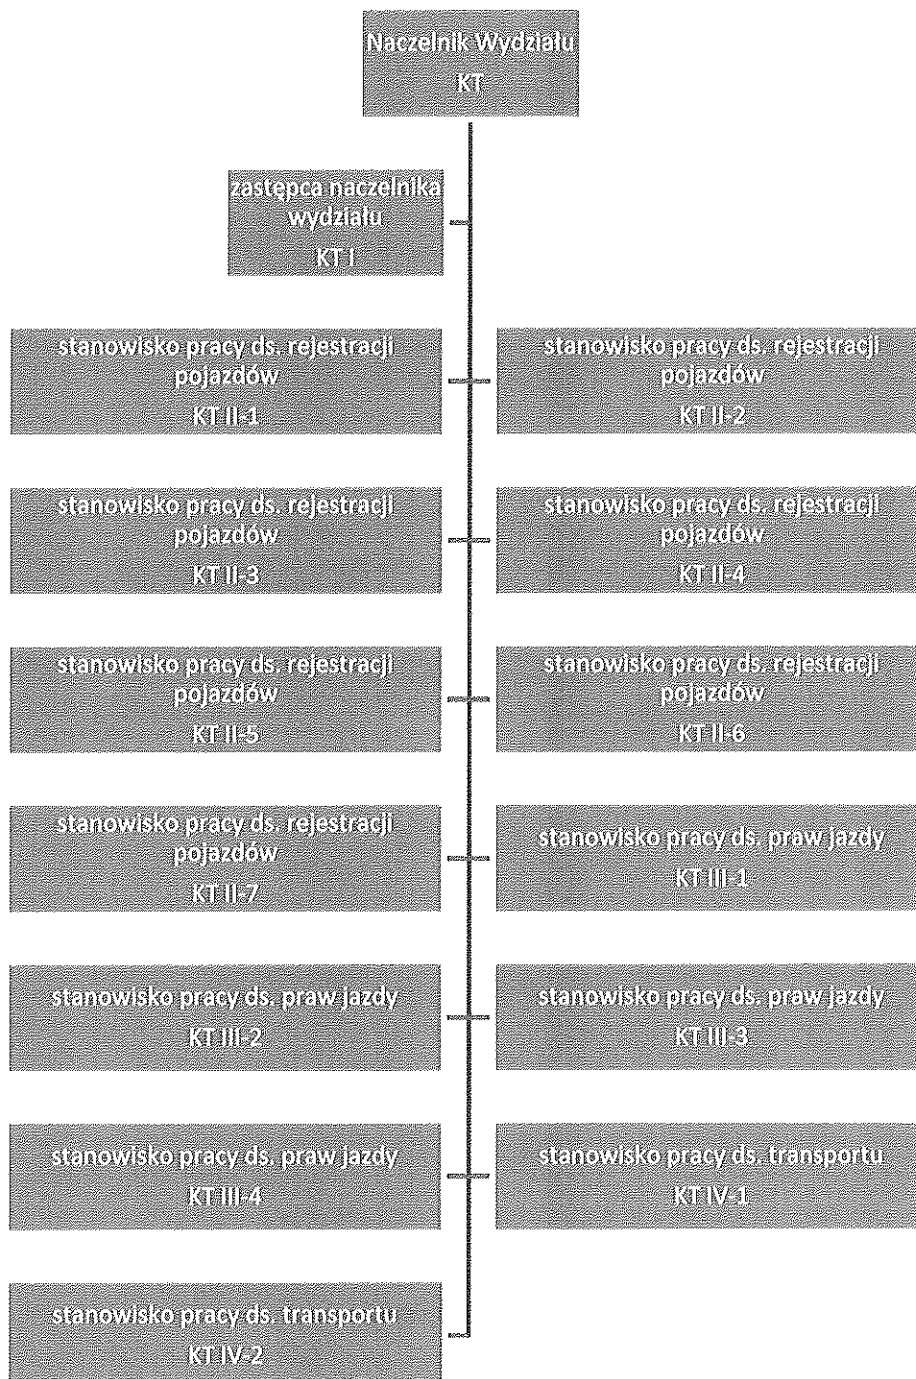 Naczelnik Wydziału
KT
zastępca naczelnika
wydziału
KT I
stanowisko pracy ds. rejestracji
pojazdów
KT II-1
stanowisko pracy ds. rejestracji
pojazdów
KT II-2
stanowisko pracy ds. rejestracji
pojazdów
KT II-3
stanowisko pracy ds. rejestracji
pojazdów
KT II-4
stanowisko pracy ds. rejestracji
pojazdów
KT II-5
stanowisko pracy ds. rejestracji
pojazdów
KT II-6
stanowisko pracy ds. rejestracji
pojazdów
KT II-7
stanowisko pracy ds. praw jazdy
KT III-1
stanowisko pracy ds. praw jazdy
KT III-2
stanowisko pracy ds. praw jazdy
KT III-3
stanowisko pracy ds. praw jazdy
KT III-4
stanowisko pracy ds. transportu
KT IV-1
stanowisko pracy ds. transportu
KT IV-2